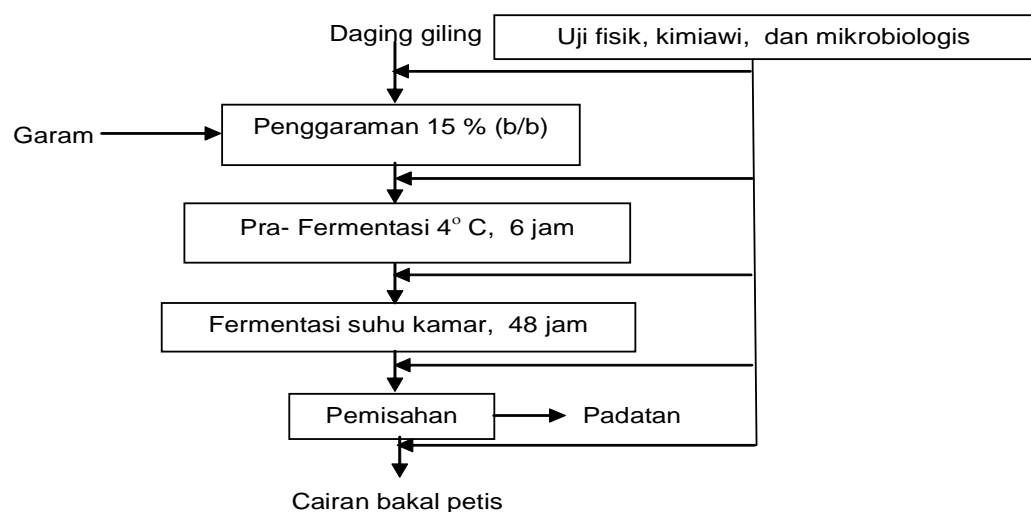 Daging giling
Uji fisik, kimiawi, dan mikrobiologis
Garam
Penggaraman 15 % (b/b)
Pra- Fermentasi 4° C, 6 jam
Fermentasi suhu kamar, 48 jam
Pemisahan
Padatan
Cairan bakal petis